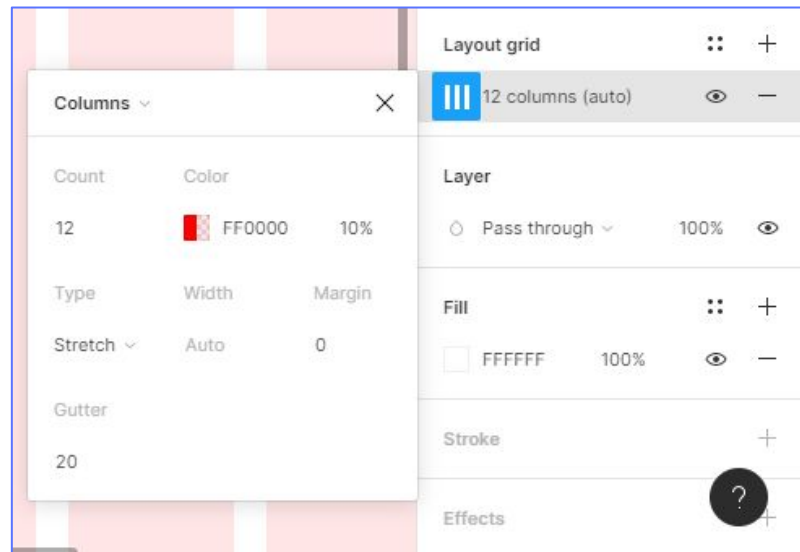 Layout grid
12 columns (auto)
Columns
Count Color
12 FF0000 10%
Type Width Margin
Stretch Auto 0
Gutter
20
Layer
Pass through 100%
Fill
FFFFFF 100%
Stroke
Effects
?